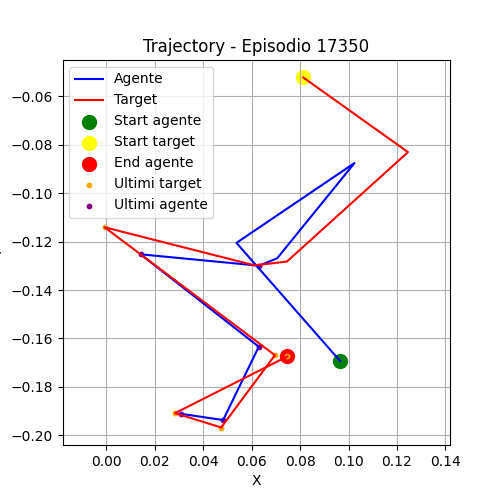 Trajectory - Episodio 17350
Agente
Target
Start agente
Start target
End agente
Ultimi target
Ultimi agente
−0.06
−0.08
−0.10
−0.12
−0.14
−0.16
−0.18
−0.20
0.00 0.02 0.04 0.06 0.08 0.10 0.12 0.14
X